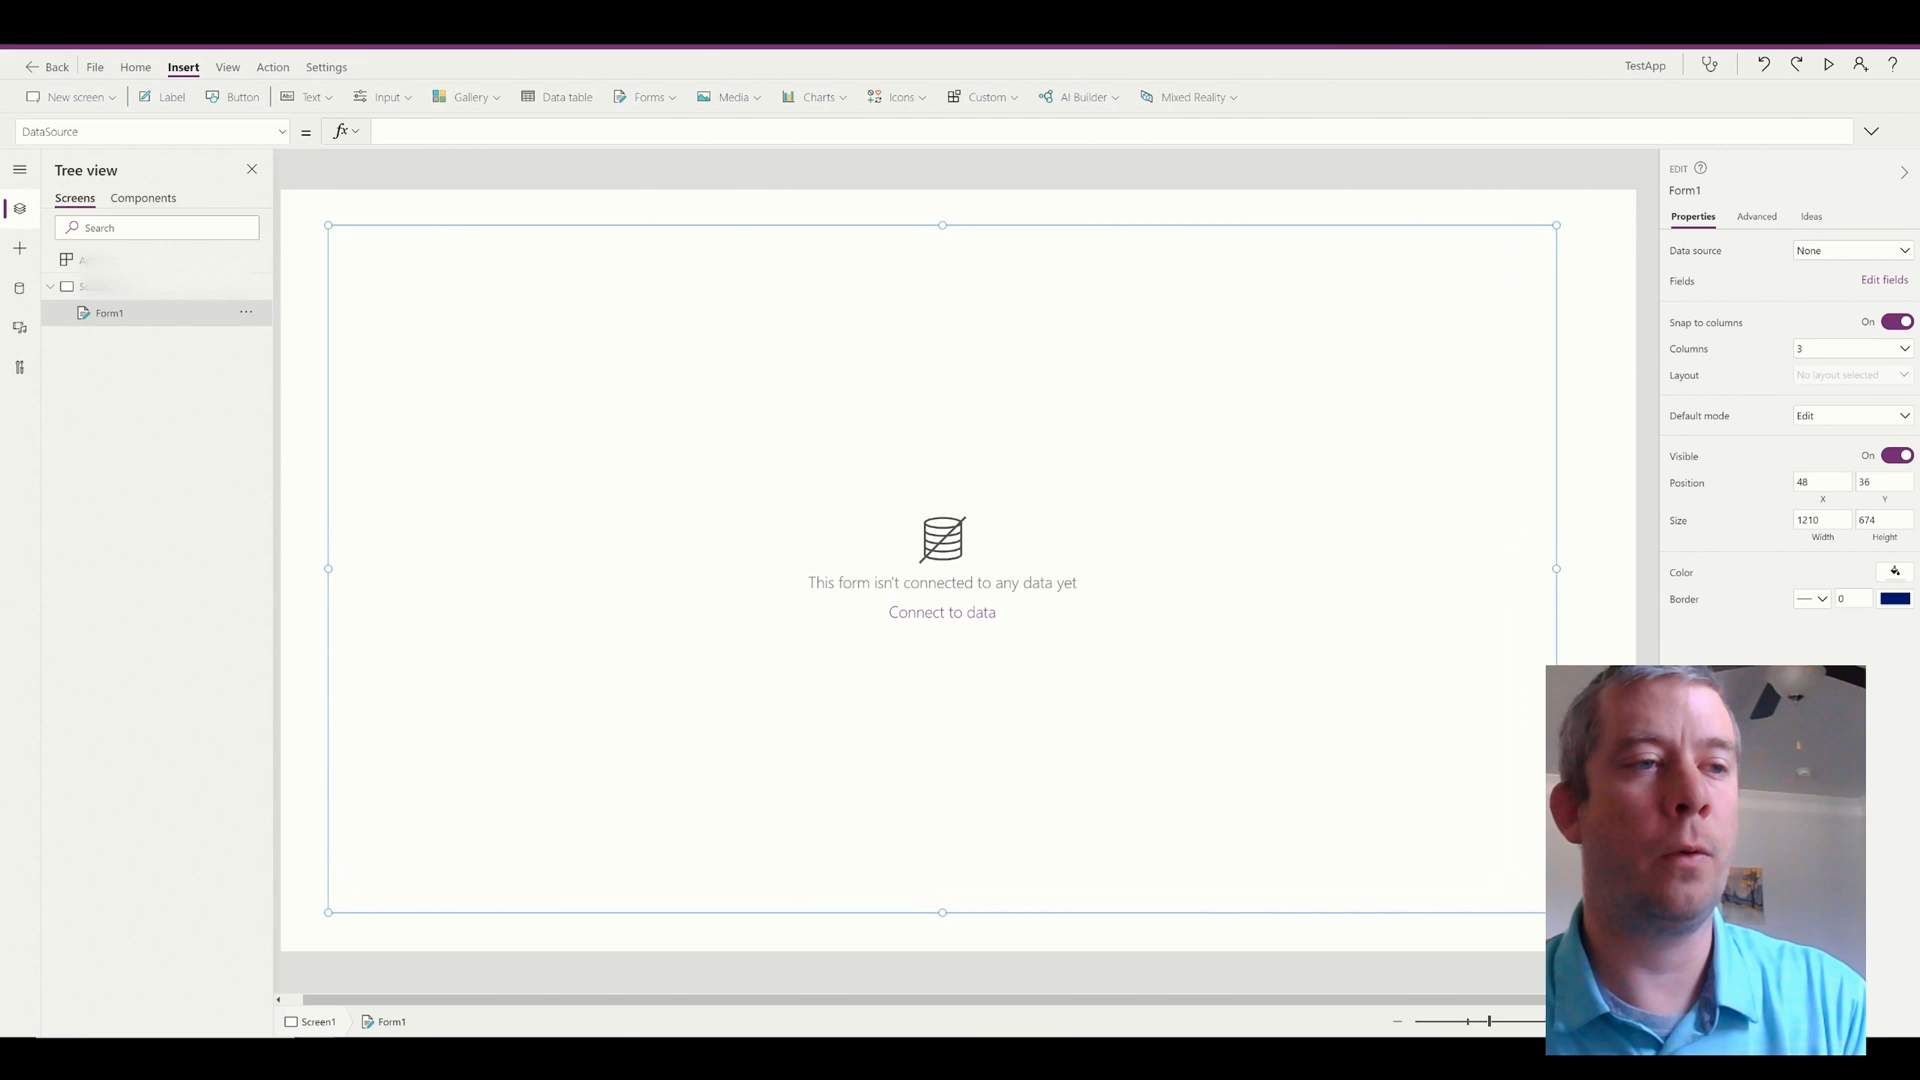 Back File Home Insert View Action Settings TestApp
New screen Label Button Text Input Gallery Data table Forms Media Charts Icons Custom AI Builder Mixed Reality
DataSource = fx
Tree view
Screens Components
Search
Form1
This form isn't connected to any data yet
Connect to data
EDIT
Form1
Properties Advanced Ideas
Data source None
Fields Edit fields
Snap to columns On
Columns 3
Layout No layout selected
Default mode Edit
Visible On
Position 48 36
X Y
Size 1210 674
Width Height
Color
Border 0
Screen1 Form1